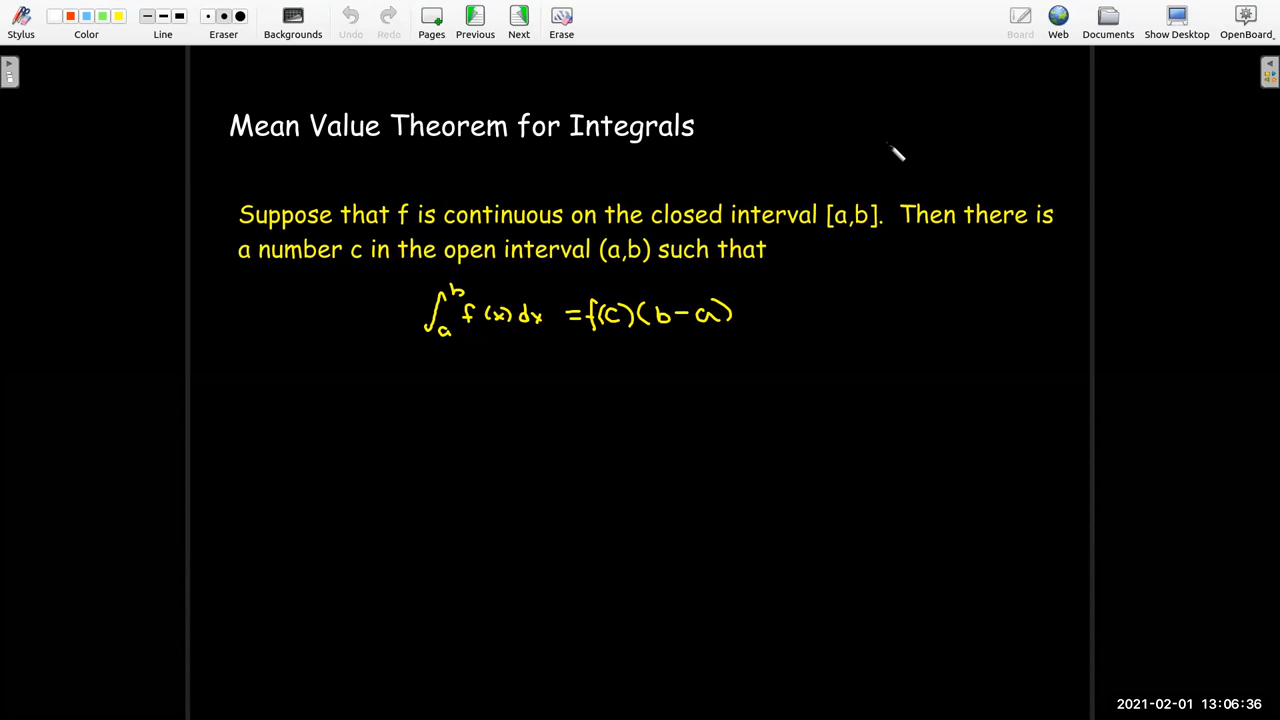 Stylus Color Line Eraser Backgrounds Undo Redo Pages Previous Next Erase Board Web Documents Show Desktop OpenBoard
Mean Value Theorem for Integrals
Suppose that f is continuous on the closed interval [a,b]. Then there is
a number c in the open interval (a,b) such that
∫_a^b f(x)dx = f(c)(b-a)
2021-02-01 13:06:36